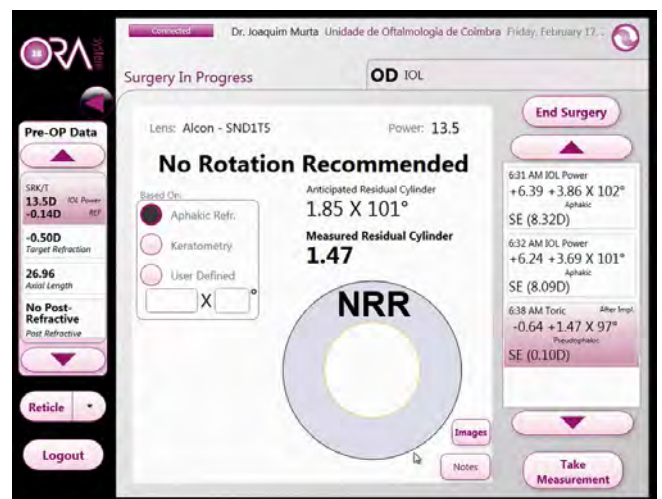 ORA system
Connected
Dr. Joaquim Murta Unidade de Oftalmologia de Coimbra Friday, February 17, ..
Surgery In Progress
OD IOL
Pre-OP Data
SRK/T
13.5D IOL Power
-0.14D REF
-0.50D
Target Refraction
26.96
Axial Length
No Post-
Refractive
Post Refractive
Reticle
Logout
Lens: Alcon - SND1T5
Power: 13.5
No Rotation Recommended
Based On:
Aphakic Refr.
Keratometry
User Defined
X °
Anticipated Residual Cylinder
1.85 X 101°
Measured Residual Cylinder
1.47
NRR
Images
Notes
End Surgery
6:31 AM IOL Power
+6.39 +3.86 X 102°
Aphakic
SE (8.32D)
6:32 AM IOL Power
+6.24 +3.69 X 101°
Aphakic
SE (8.09D)
6:38 AM Toric After Impl.
-0.64 +1.47 X 97°
Pseudophakic
SE (0.10D)
Take
Measurement